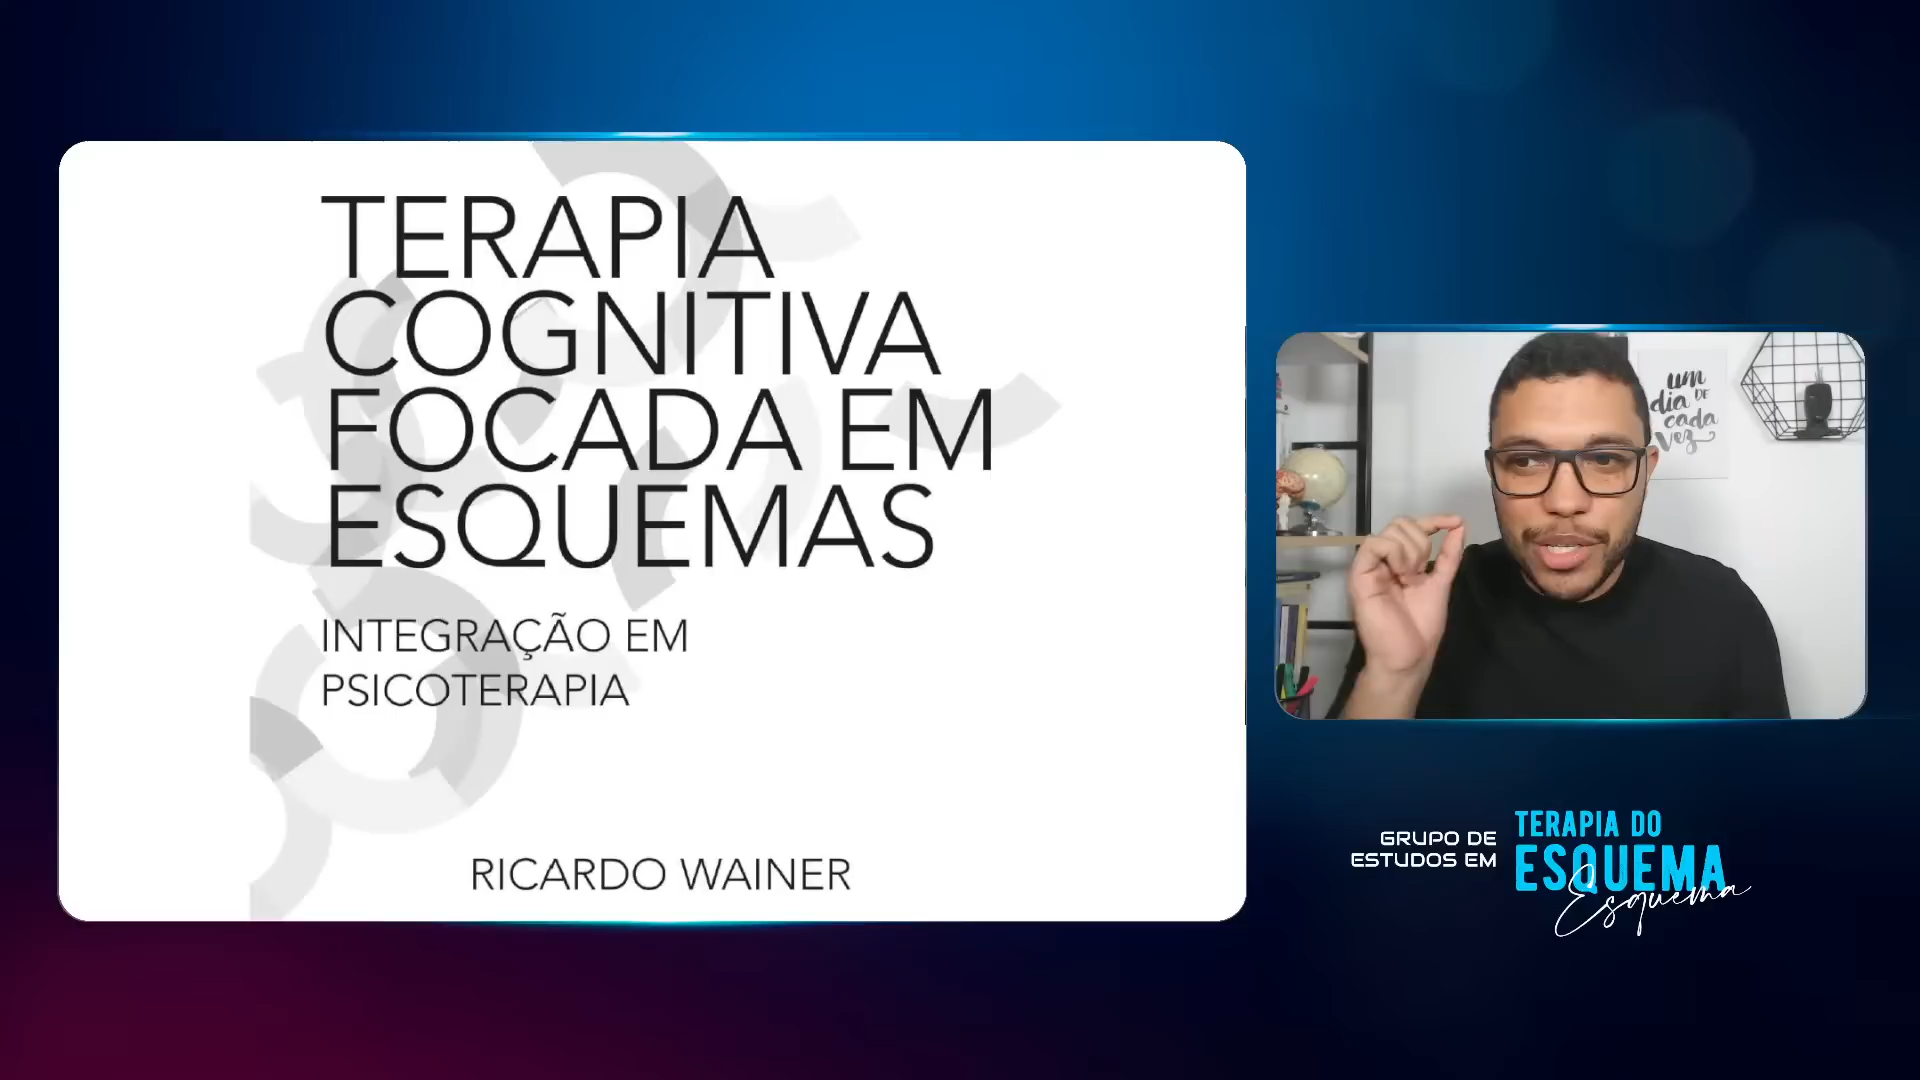 TERAPIA
COGNITIVA
FOCADA EM
ESQUEMAS
INTEGRAÇÃO EM
PSICOTERAPIA
RICARDO WAINER
um
dia DE
cada
vez
GRUPO DE
ESTUDOS EM
TERAPIA DO
ESQUEMA
Esquema